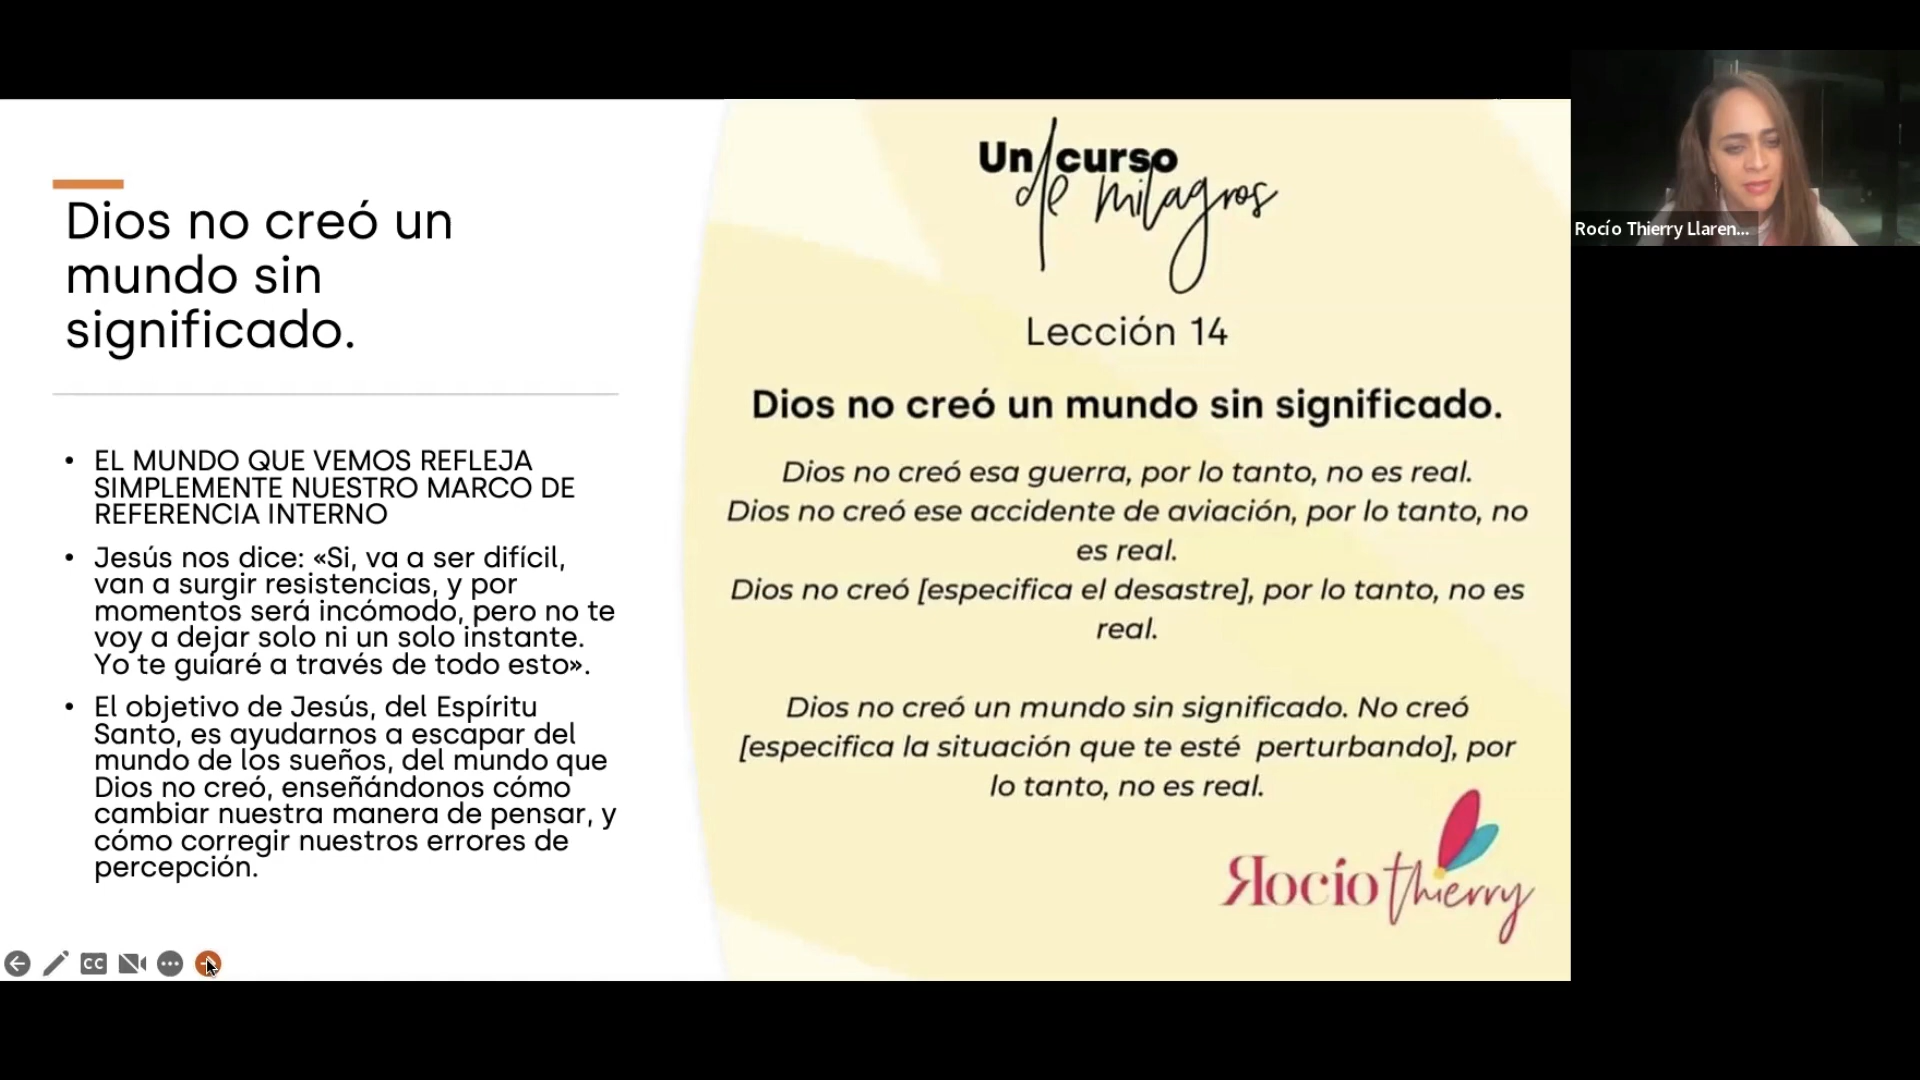 Dios no creó un
mundo sin
significado.
• EL MUNDO QUE VEMOS REFLEJA
SIMPLEMENTE NUESTRO MARCO DE
REFERENCIA INTERNO
• Jesús nos dice: «Si, va a ser difícil,
van a surgir resistencias, y por
momentos será incómodo, pero no te
voy a dejar solo ni un solo instante.
Yo te guiaré a través de todo esto».
• El objetivo de Jesús, del Espíritu
Santo, es ayudarnos a escapar del
mundo de los sueños, del mundo que
Dios no creó, enseñándonos cómo
cambiar nuestra manera de pensar, y
cómo corregir nuestros errores de
percepción.
CC
Un curso
de milagros
Lección 14
Dios no creó un mundo sin significado.
Dios no creó esa guerra, por lo tanto, no es real.
Dios no creó ese accidente de aviación, por lo tanto, no
es real.
Dios no creó [especifica el desastre], por lo tanto, no es
real.
Dios no creó un mundo sin significado. No creó
[especifica la situación que te esté perturbando], por
lo tanto, no es real.
Rocío Thierry
Rocío Thierry Llaren...